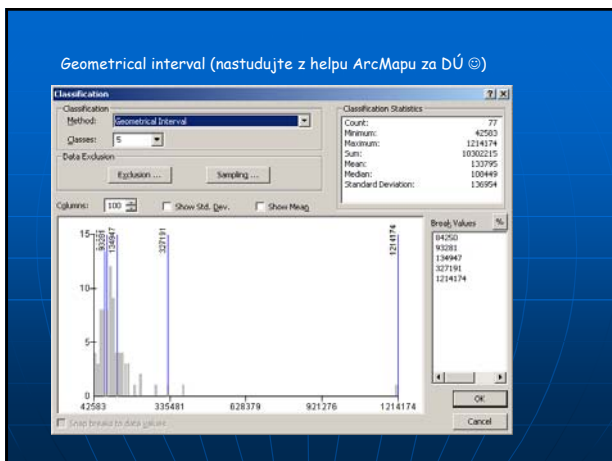 Geometrical interval (nastudujte z helpu ArcMapu za DÚ ☺)
Classification
Classification
Method: Geometrical Interval
Classes: 5
Data Exclusion
Exclusion ... Sampling ...
Classification Statistics
Count: 77
Minimum: 42583
Maximum: 1214174
Sum: 10302215
Mean: 133795
Median: 100449
Standard Deviation: 136954
Columns: 100 Show Std. Dev. Show Mean
Break Values %
84250
93281
134947
327191
1214174
93281
134947
327191
1214174
15
10
5
0
42583 335481 628379 921276 1214174
Snap breaks to data values
OK
Cancel